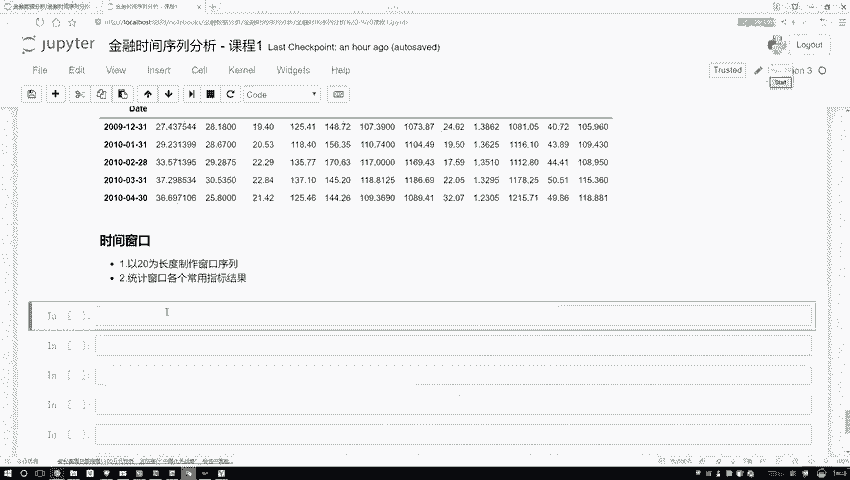 jupyter 金融时间序列分析 - 课程1 Last Checkpoint: an hour ago (autosaved)
Logout
File Edit View Insert Cell Kernel Widgets Help
Trusted
Code
Date
2009-12-31 27.437544 28.1800 19.40 125.41 148.72 107.3900 1073.87 24.62 1.3862 1081.05 40.72 105.960
2010-01-31 29.231399 28.6700 20.53 118.40 156.35 110.7400 1104.49 19.50 1.3625 1116.10 43.89 109.430
2010-02-28 33.571395 29.2875 22.29 135.77 170.63 117.0000 1169.43 17.59 1.3510 1112.80 44.41 108.950
2010-03-31 37.298534 30.5350 22.84 137.10 145.20 118.8125 1186.69 22.05 1.3295 1178.25 50.51 115.360
2010-04-30 36.697106 25.8000 21.42 125.46 144.26 109.3690 1089.41 32.07 1.2305 1215.71 49.86 118.881
时间窗口
1.以20为长度制作窗口序列
2.统计窗口各个常用指标结果
In [ ]:
In [ ]:
In [ ]:
In [ ]:
In [ ]: